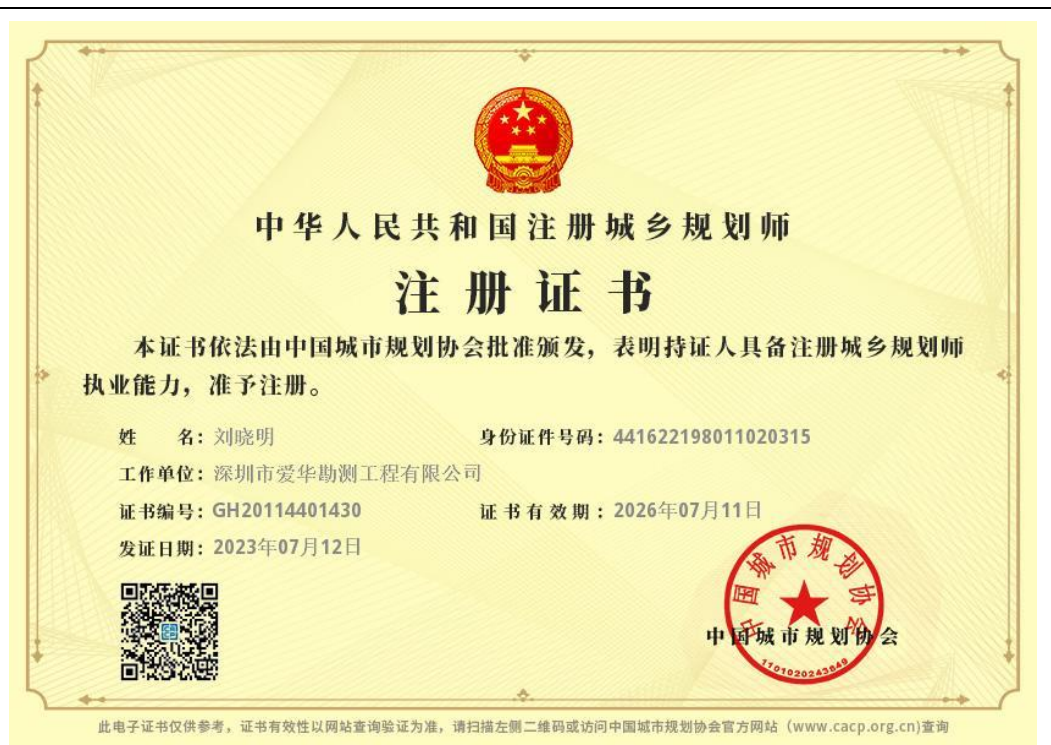 中华人民共和国注册城乡规划师
注册证书
本证书依法由中国城市规划协会批准颁发，表明持证人具备注册城乡规划师
执业能力，准予注册。
姓 名：刘晓明 身份证件号码：441622198011020315
工作单位：深圳市爱华勘测工程有限公司
证书编号：GH20114401430 证书有效期：2026年07月11日
发证日期：2023年07月12日
中国城市规划协会
中国城市规划协会
1101020243849
此电子证书仅供参考，证书有效性以网站查询验证为准，请扫描左侧二维码或访问中国城市规划协会官方网站（www.cacp.org.cn)查询